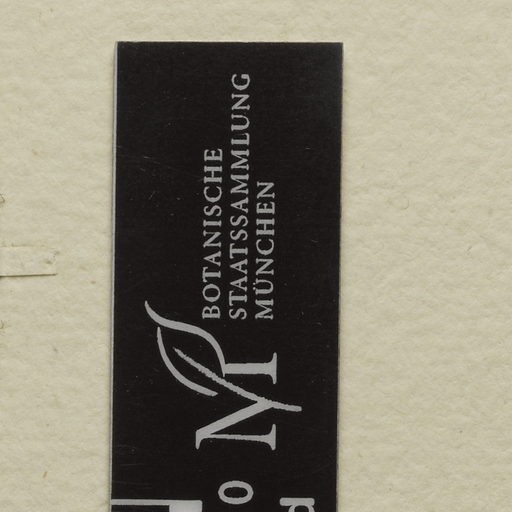 BOTANISCHE
STAATSSAMMLUNG
MÜNCHEN
M